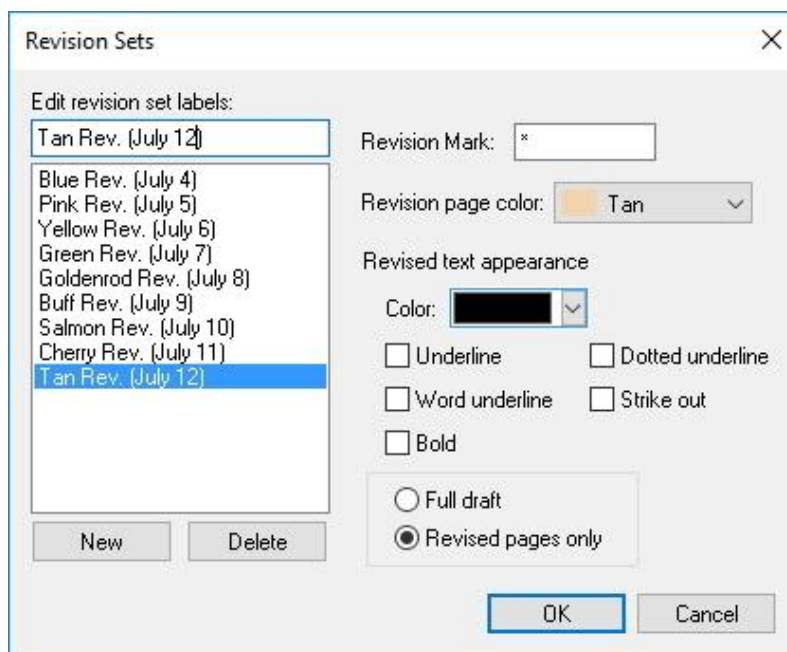 Revision Sets
Edit revision set labels:
Tan Rev. (July 12)
Blue Rev. (July 4)
Pink Rev. (July 5)
Yellow Rev. (July 6)
Green Rev. (July 7)
Goldenrod Rev. (July 8)
Buff Rev. (July 9)
Salmon Rev. (July 10)
Cherry Rev. (July 11)
Tan Rev. (July 12)
New Delete
Revision Mark: *
Revision page color: Tan
Revised text appearance
Color:
Underline Dotted underline
Word underline Strike out
Bold
Full draft
Revised pages only
OK Cancel